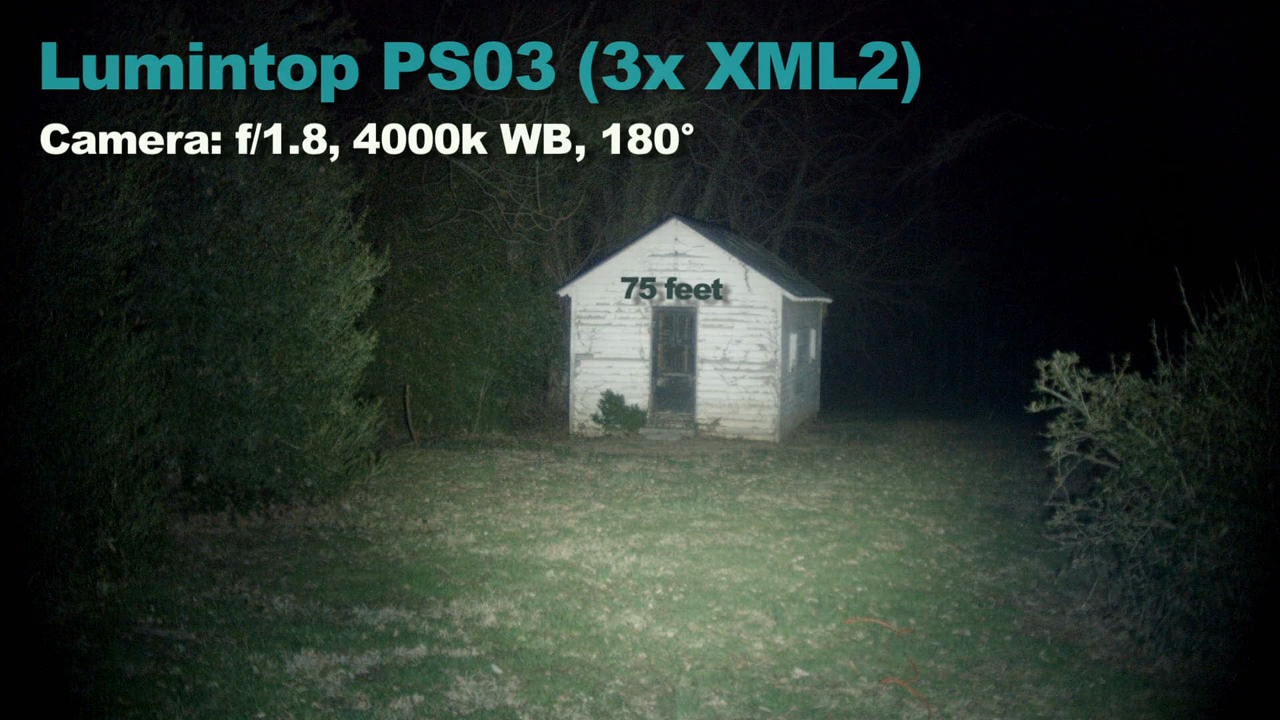 Lumintop PS03 (3x XML2)
Camera: f/1.8, 4000k WB, 180°
75 feet